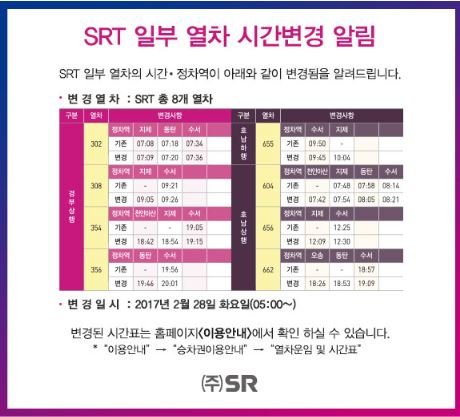 SRT 일부 열차 시간변경 알림
SRT 일부 열차의 시간·정차역이 아래와 같이 변경됨을 알려드립니다.
· 변 경 열 차 : SRT 총 8개 열차
구분 열차 변경사항 구분 열차 변경사항
경부상행 302 정차역 지제 동탄 수서 호남하행 655 정차역 수서 지제
기존 07:08 07:18 07:34 기존 09:50 -
변경 07:09 07:20 07:36 변경 09:45 10:04
308 정차역 지제 수서 호남상행 604 정차역 천안아산 지제 동탄 수서
기존 - 09:21 기존 - 07:48 07:58 08:14
변경 09:05 09:26 변경 07:42 07:54 08:05 08:21
354 정차역 천안아산 지제 수서 656 정차역 지제 수서
기존 - - 19:05 기존 - 12:25
변경 18:42 18:54 19:15 변경 12:09 12:30
356 정차역 동탄 수서 662 정차역 오송 동탄 수서
기존 - 19:56 기존 - - 18:57
변경 19:46 20:01 변경 18:26 18:53 19:09
· 변 경 일 시 : 2017년 2월 28일 화요일(05:00~)
변경된 시간표는 홈페이지<이용안내>에서 확인 하실 수 있습니다.
* "이용안내" → "승차권이용안내" → "열차운임 및 시간표"
(주)SR